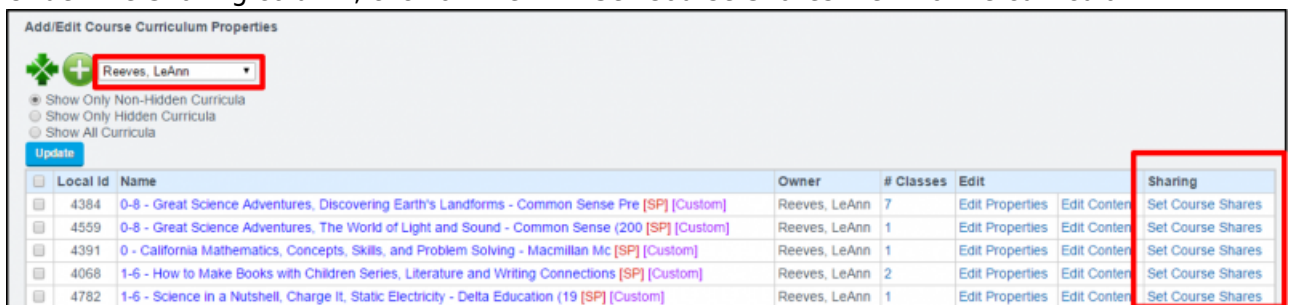 Add/Edit Course Curriculum Properties
Reeves, LeAnn
Show Only Non-Hidden Curricula
Show Only Hidden Curricula
Show All Curricula
Update
Local Id Name Owner # Classes Edit Sharing
4384 0-8 - Great Science Adventures, Discovering Earth's Landforms - Common Sense Pre [SP] [Custom] Reeves, LeAnn 7 Edit Properties Edit Conten Set Course Shares
4559 0-8 - Great Science Adventures, The World of Light and Sound - Common Sense (200 [SP] [Custom] Reeves, LeAnn 1 Edit Properties Edit Conten Set Course Shares
4391 0 - California Mathematics, Concepts, Skills, and Problem Solving - Macmillan Mc [SP] [Custom] Reeves, LeAnn 1 Edit Properties Edit Conten Set Course Shares
4068 1-6 - How to Make Books with Children Series, Literature and Writing Connections [SP] [Custom] Reeves, LeAnn 2 Edit Properties Edit Conten Set Course Shares
4782 1-6 - Science in a Nutshell, Charge It, Static Electricity - Delta Education (19 [SP] [Custom] Reeves, LeAnn 1 Edit Properties Edit Conten Set Course Shares